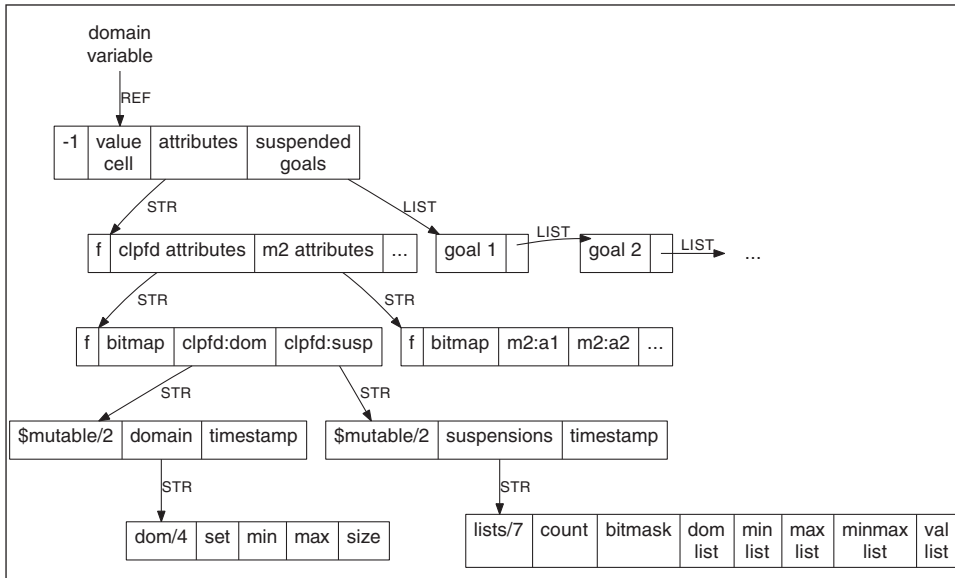 domain
variable
REF
-1 value cell attributes suspended goals
STR
LIST
f clpfd attributes m2 attributes ...
goal 1
LIST
goal 2
LIST
...
STR
STR
f bitmap clpfd:dom clpfd:susp
f bitmap m2:a1 m2:a2 ...
STR
STR
$mutable/2 domain timestamp
$mutable/2 suspensions timestamp
STR
STR
dom/4 set min max size
lists/7 count bitmask dom list min list max list minmax list val list